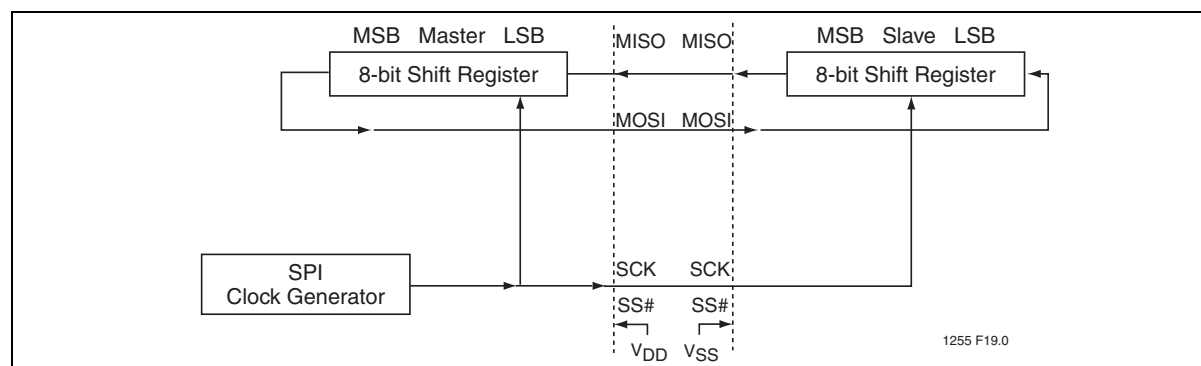 MSB Master LSB
8-bit Shift Register
MISO MISO
MSB Slave LSB
8-bit Shift Register
MOSI MOSI
SPI
Clock Generator
SCK SCK
SS# SS#
VDD VSS
1255 F19.0